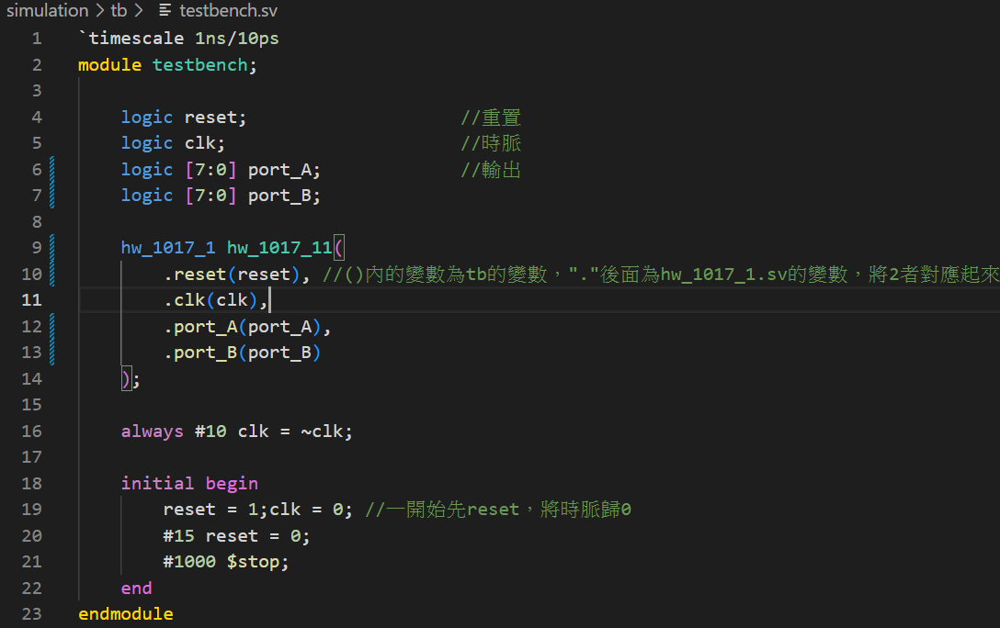 simulation > tb > testbench.sv
1 `timescale 1ns/10ps
2 module testbench;
3
4 logic reset; //重置
5 logic clk; //時脈
6 logic [7:0] port_A; //輸出
7 logic [7:0] port_B;
8
9 hw_1017_1 hw_1017_11(
10 .reset(reset), //()內的變數為tb的變數，"."後面為hw_1017_1.sv的變數，將2者對應起來
11 .clk(clk),
12 .port_A(port_A),
13 .port_B(port_B)
14 );
15
16 always #10 clk = ~clk;
17
18 initial begin
19 reset = 1;clk = 0; //一開始先reset，將時脈歸0
20 #15 reset = 0;
21 #1000 $stop;
22 end
23 endmodule